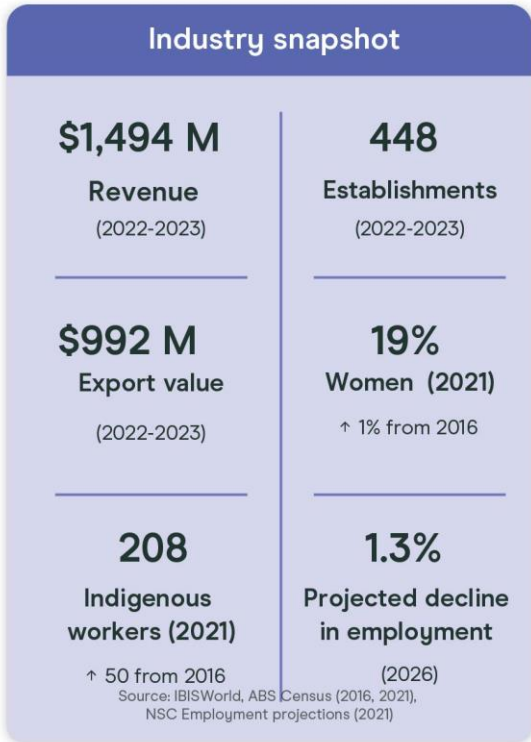 Industry snapshot
$1,494 M
Revenue
(2022-2023)
448
Establishments
(2022-2023)
$992 M
Export value
(2022-2023)
19%
Women (2021)
↑ 1% from 2016
208
Indigenous
workers (2021)
↑ 50 from 2016
1.3%
Projected decline
in employment
(2026)
Source: IBISWorld, ABS Census (2016, 2021),
NSC Employment projections (2021)